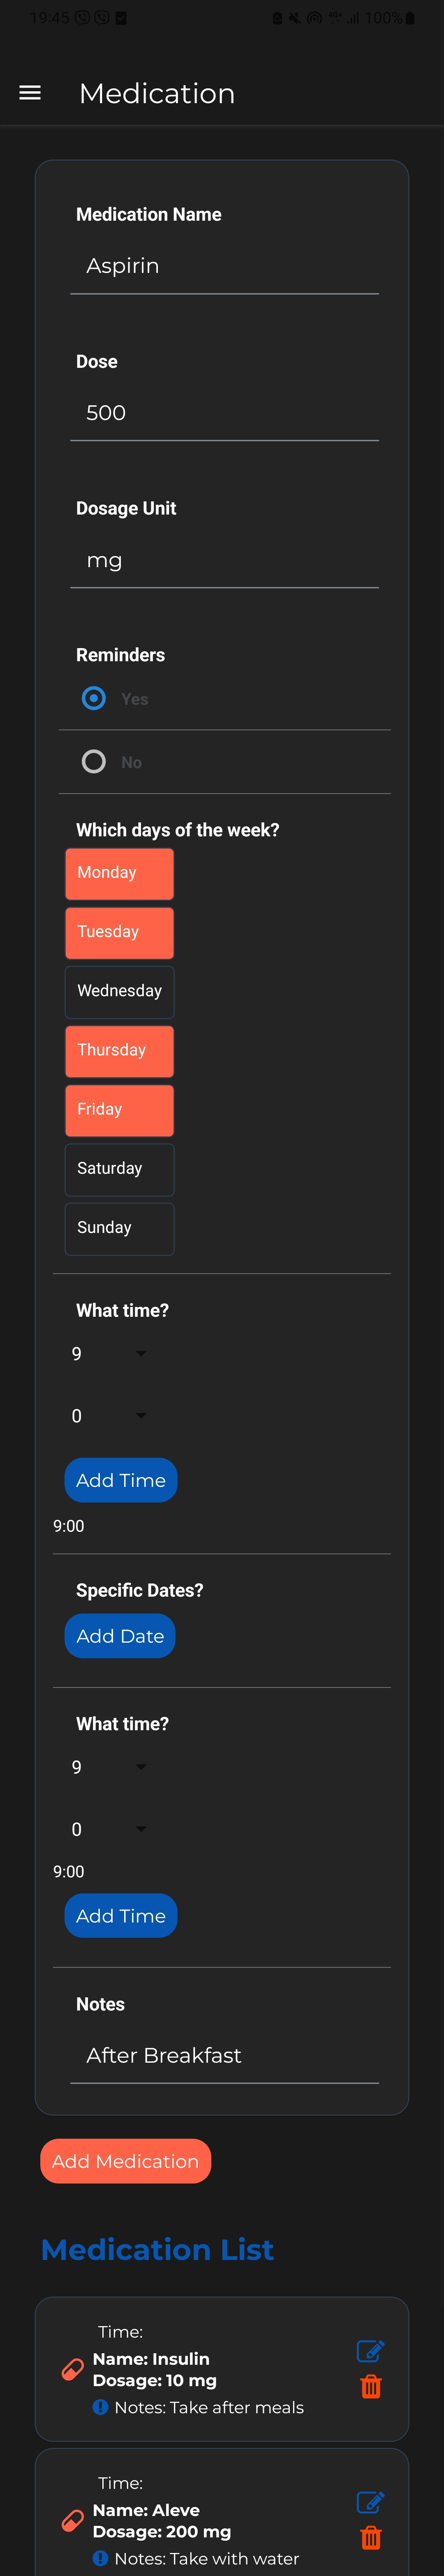 19:45 100%
Medication
Medication Name
Aspirin
Dose
500
Dosage Unit
mg
Reminders
Yes
No
Which days of the week?
Monday
Tuesday
Wednesday
Thursday
Friday
Saturday
Sunday
What time?
9
0
Add Time
9:00
Specific Dates?
Add Date
What time?
9
0
9:00
Add Time
Notes
After Breakfast
Add Medication
Medication List
Time:
Name: Insulin
Dosage: 10 mg
Notes: Take after meals
Time:
Name: Aleve
Dosage: 200 mg
Notes: Take with water